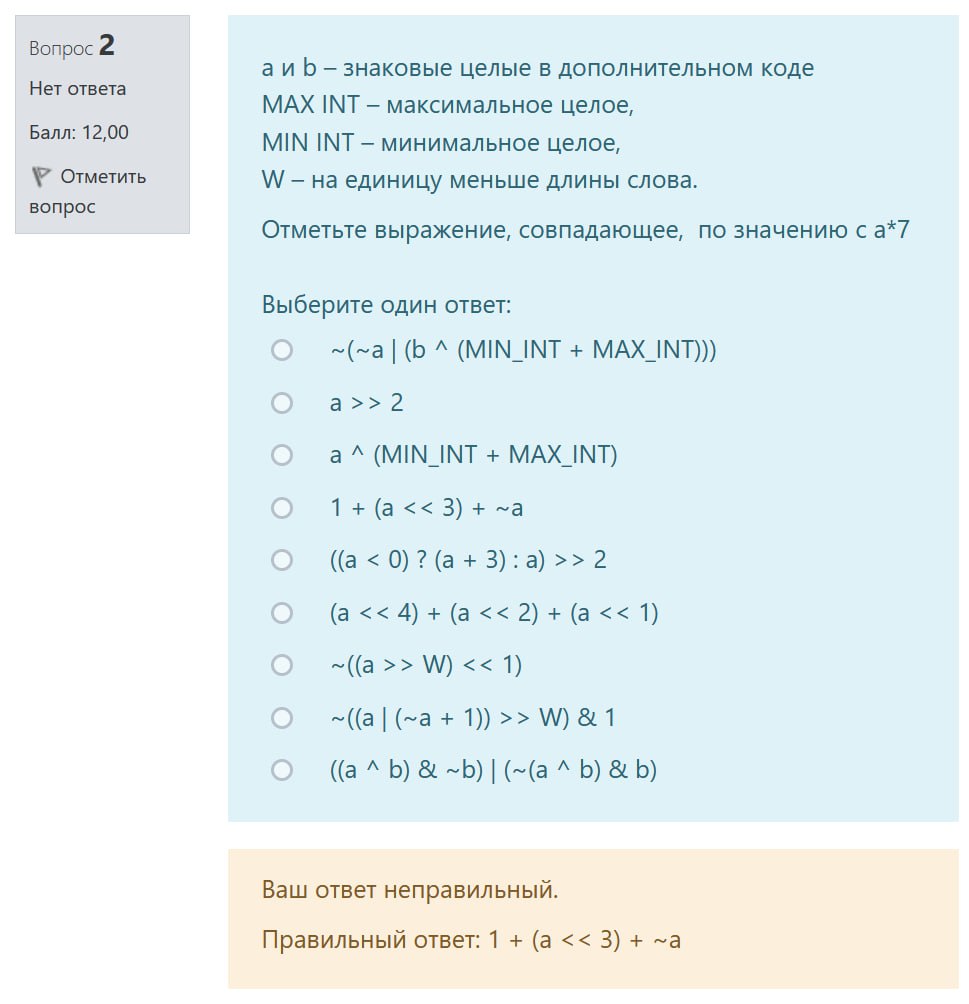 Вопрос 2
Нет ответа
Балл: 12,00
Отметить
вопрос
a и b – знаковые целые в дополнительном коде
MAX INT – максимальное целое,
MIN INT – минимальное целое,
W – на единицу меньше длины слова.
Отметьте выражение, совпадающее,  по значению с a*7
Выберите один ответ:
~(~a | (b ^ (MIN_INT + MAX_INT)))
a >> 2
a ^ (MIN_INT + MAX_INT)
1 + (a << 3) + ~a
((a < 0) ? (a + 3) : a) >> 2
(a << 4) + (a << 2) + (a << 1)
~((a >> W) << 1)
~((a | (~a + 1)) >> W) & 1
((a ^ b) & ~b) | (~(a ^ b) & b)
Ваш ответ неправильный.
Правильный ответ: 1 + (a << 3) + ~a